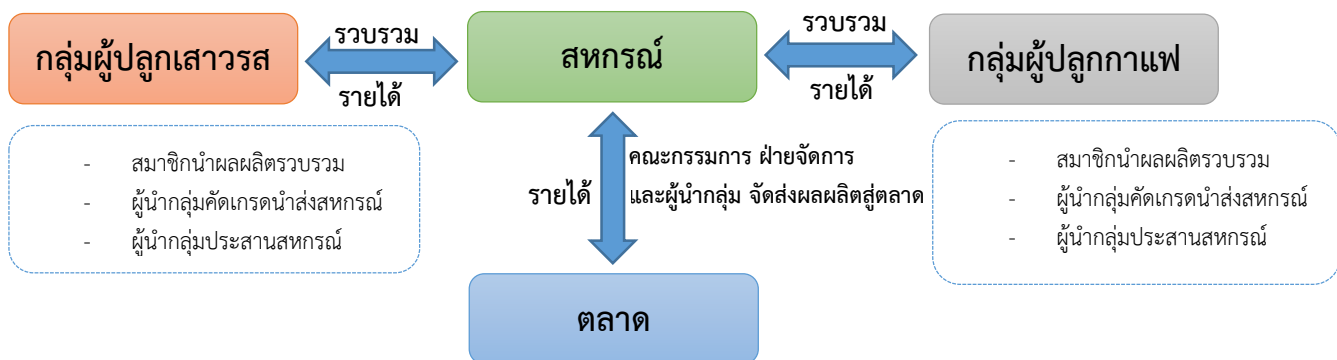 รวบรวม
รวบรวม
กลุ่มผู้ปลูกเสาวรส
สหกรณ์
กลุ่มผู้ปลูกกาแฟ
รายได้
รายได้
- สมาชิกนำผลผลิตรวบรวม
- ผู้นำกลุ่มคัดเกรดนำส่งสหกรณ์
- ผู้นำกลุ่มประสานสหกรณ์
คณะกรรมการ ฝ่ายจัดการ
รายได้
และผู้นำกลุ่ม จัดส่งผลผลิตสู่ตลาด
- สมาชิกนำผลผลิตรวบรวม
- ผู้นำกลุ่มคัดเกรดนำส่งสหกรณ์
- ผู้นำกลุ่มประสานสหกรณ์
ตลาด